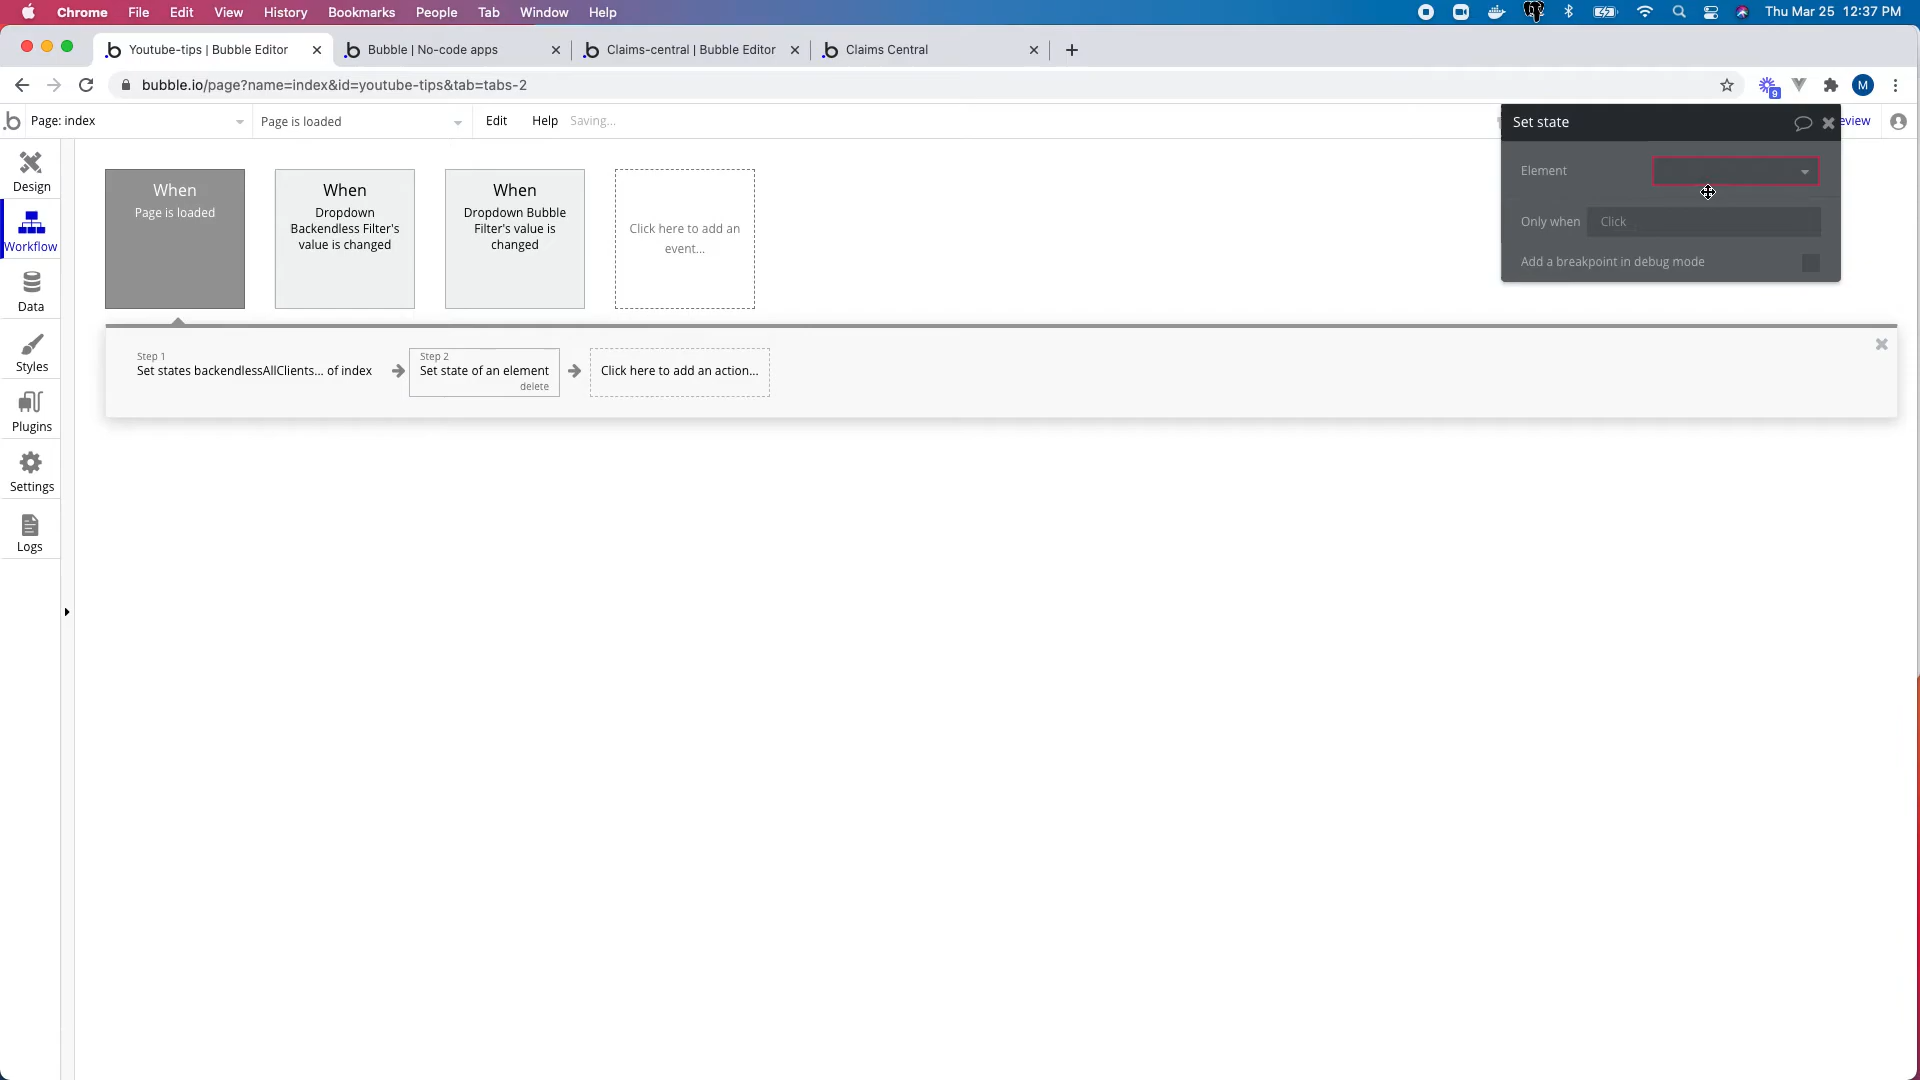 Chrome File Edit View History Bookmarks People Tab Window Help Thu Mar 25 12:37 PM
Youtube-tips | Bubble Editor Bubble | No-code apps Claims-central | Bubble Editor Claims Central
bubble.io/page?name=index&id=youtube-tips&tab=tabs-2 9 M
b Page: index Page is loaded Edit Help Saving... Set state eview
Design
Workflow
Data
Styles
Plugins
Settings
Logs
When
Page is loaded
When
Dropdown
Backendless Filter's
value is changed
When
Dropdown Bubble
Filter's value is
changed
Click here to add an
event...
Element
Only when Click
Add a breakpoint in debug mode
Step 1
Set states backendlessAllClients... of index
Step 2
Set state of an element
delete
Click here to add an action...